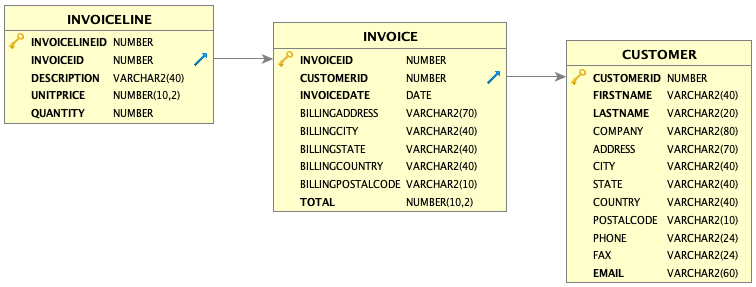 INVOICELINE
INVOICELINEID NUMBER
INVOICEID NUMBER
DESCRIPTION VARCHAR2(40)
UNITPRICE NUMBER(10,2)
QUANTITY NUMBER
INVOICE
INVOICEID NUMBER
CUSTOMERID NUMBER
INVOICEDATE DATE
BILLINGADDRESS VARCHAR2(70)
BILLINGCITY VARCHAR2(40)
BILLINGSTATE VARCHAR2(40)
BILLINGCOUNTRY VARCHAR2(40)
BILLINGPOSTALCODE VARCHAR2(10)
TOTAL NUMBER(10,2)
CUSTOMER
CUSTOMERID NUMBER
FIRSTNAME VARCHAR2(40)
LASTNAME VARCHAR2(20)
COMPANY VARCHAR2(80)
ADDRESS VARCHAR2(70)
CITY VARCHAR2(40)
STATE VARCHAR2(40)
COUNTRY VARCHAR2(40)
POSTALCODE VARCHAR2(10)
PHONE VARCHAR2(24)
FAX VARCHAR2(24)
EMAIL VARCHAR2(60)